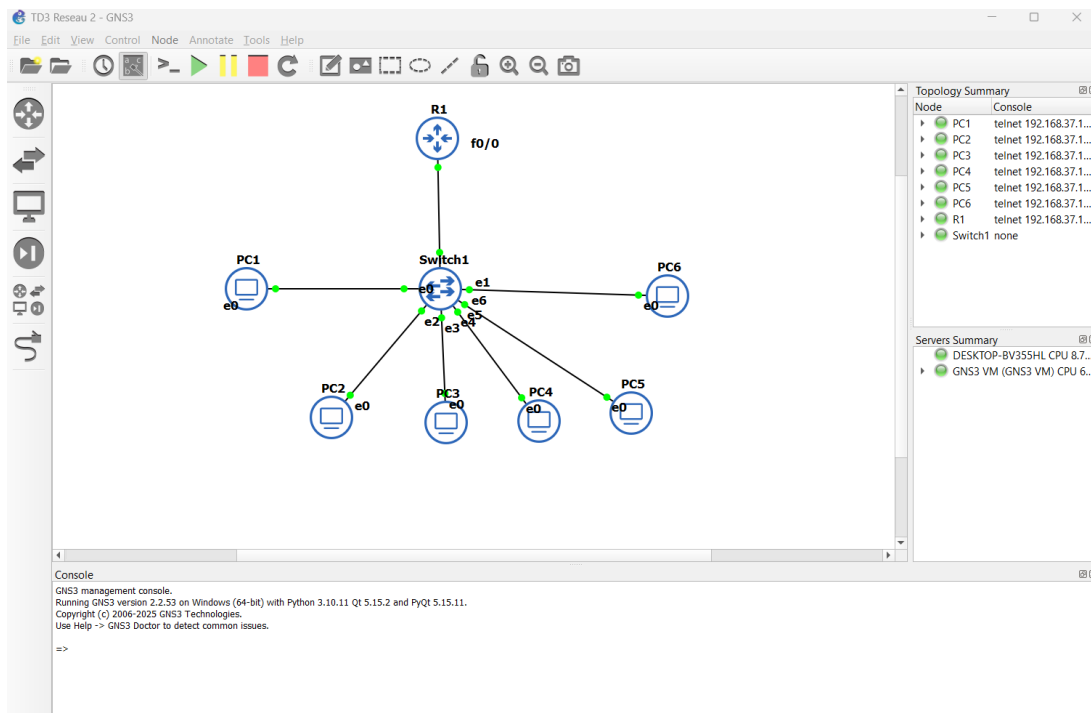 TD3 Reseau 2 - GNS3
File Edit View Control Node Annotate Tools Help
R1
f0/0
PC1
e0
Switch1
e0
e1
e6
e5
e4
e3
e2
PC6
e0
PC2
e0
PC3
e0
PC4
e0
PC5
e0
Topology Summary
Node Console
PC1 telnet 192.168.37.1...
PC2 telnet 192.168.37.1...
PC3 telnet 192.168.37.1...
PC4 telnet 192.168.37.1...
PC5 telnet 192.168.37.1...
PC6 telnet 192.168.37.1...
R1 telnet 192.168.37.1...
Switch1 none
Servers Summary
DESKTOP-BV355HL CPU 8.7...
GNS3 VM (GNS3 VM) CPU 6...
Console
GNS3 management console.
Running GNS3 version 2.2.53 on Windows (64-bit) with Python 3.10.11 Qt 5.15.2 and PyQt 5.15.11.
Copyright (c) 2006-2025 GNS3 Technologies.
Use Help -> GNS3 Doctor to detect common issues.
=>